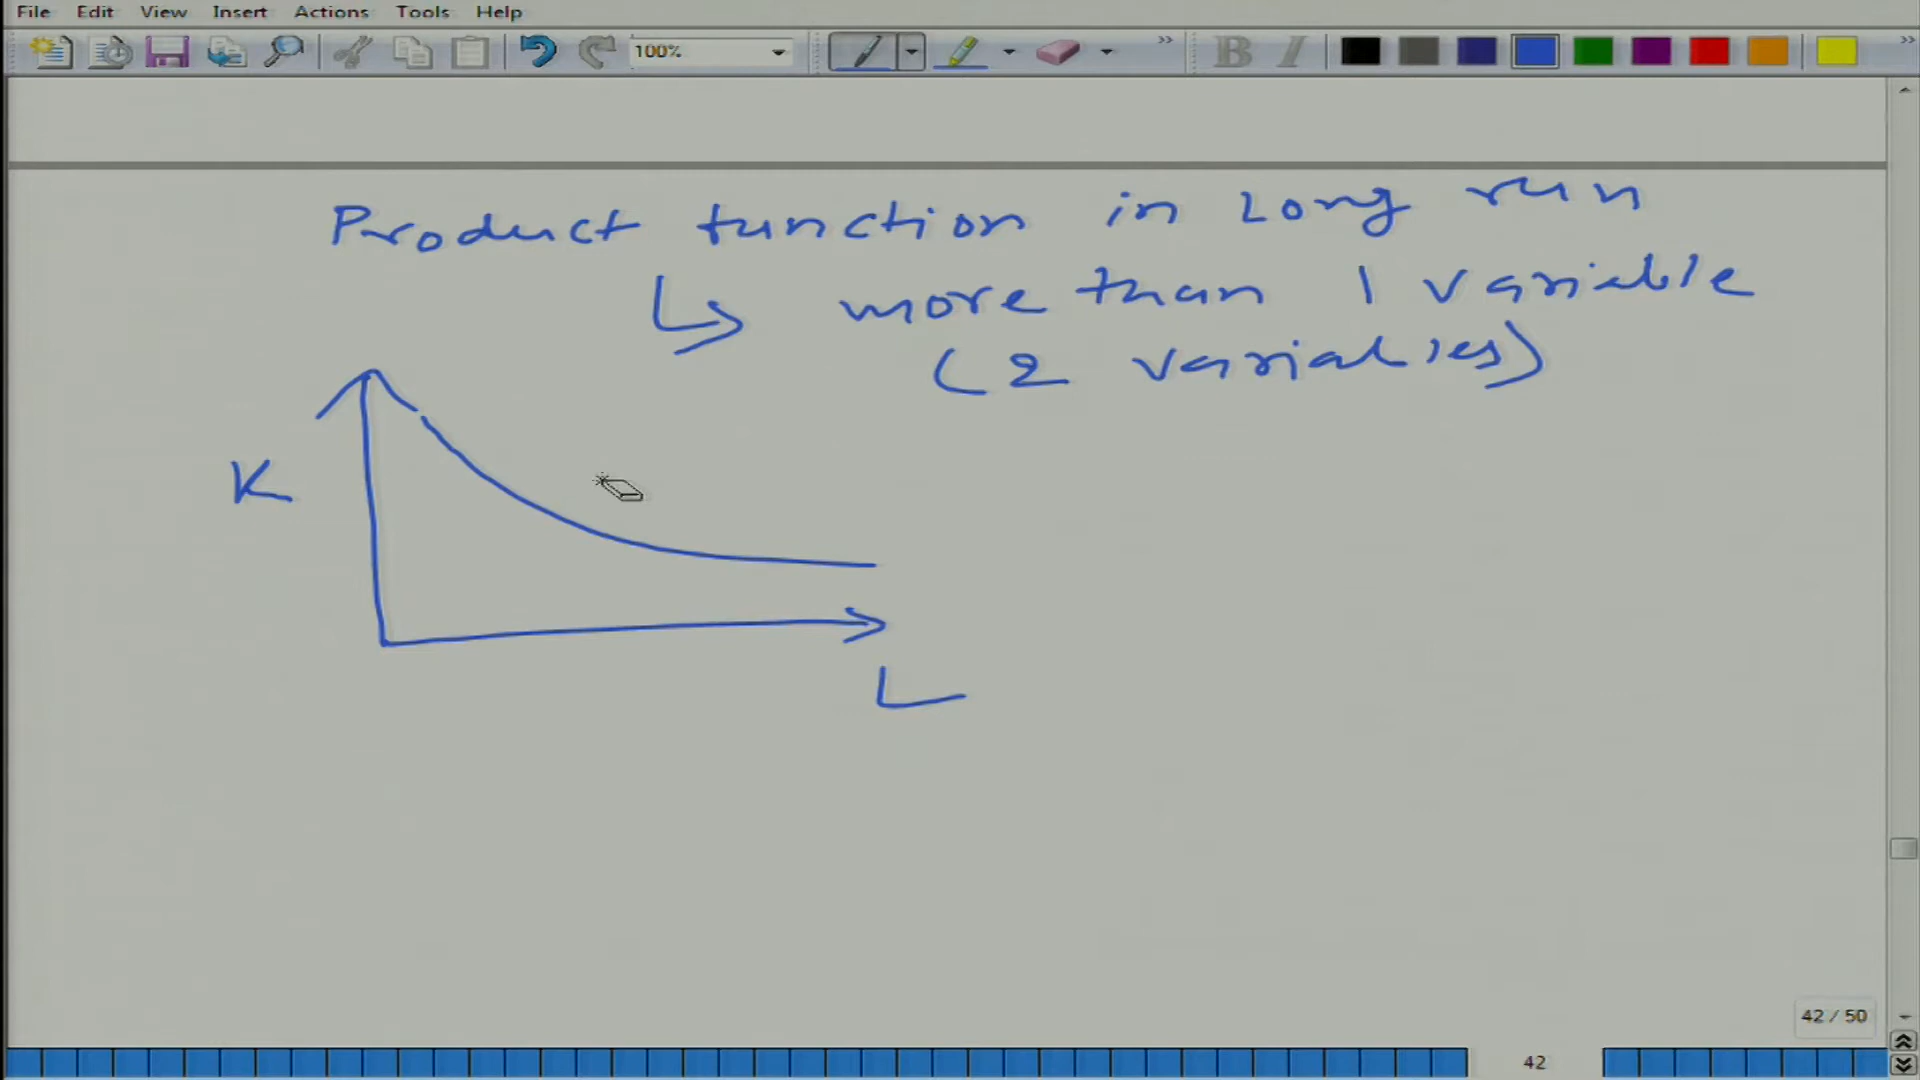 File Edit View Insert Actions Tools Help
100%
B I
Product function in Long run
more than 1 variable
(2 variables)
K
L
42 / 50
42